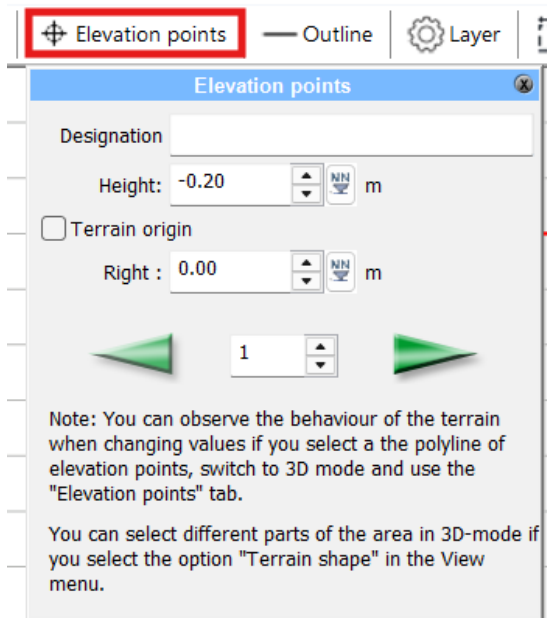 Elevation points
Outline
Layer
Elevation points
Designation
Height: -0.20 NN m
Terrain origin
Right : 0.00 NN m
1
Note: You can observe the behaviour of the terrain
when changing values if you select a the polyline of
elevation points, switch to 3D mode and use the
"Elevation points" tab.
You can select different parts of the area in 3D-mode if
you select the option "Terrain shape" in the View
menu.